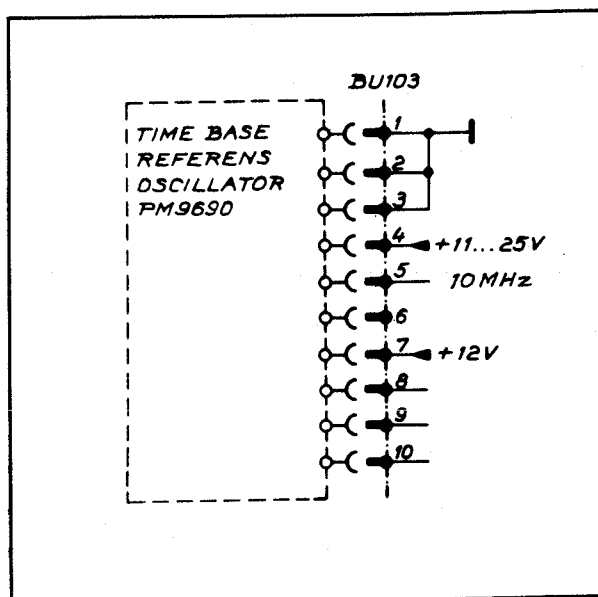 BU103
TIME BASE
REFERENS
OSCILLATOR
PM9690
1
2
3
4 +11...25V
5 10MHz
6
7 +12V
8
9
10